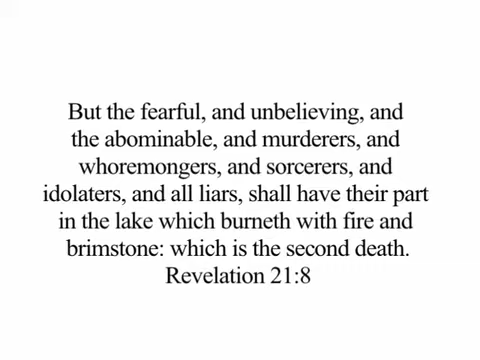 But the fearful, and unbelieving, and
the abominable, and murderers, and
whoremongers, and sorcerers, and
idolaters, and all liars, shall have their part
in the lake which burneth with fire and
brimstone: which is the second death.
Revelation 21:8